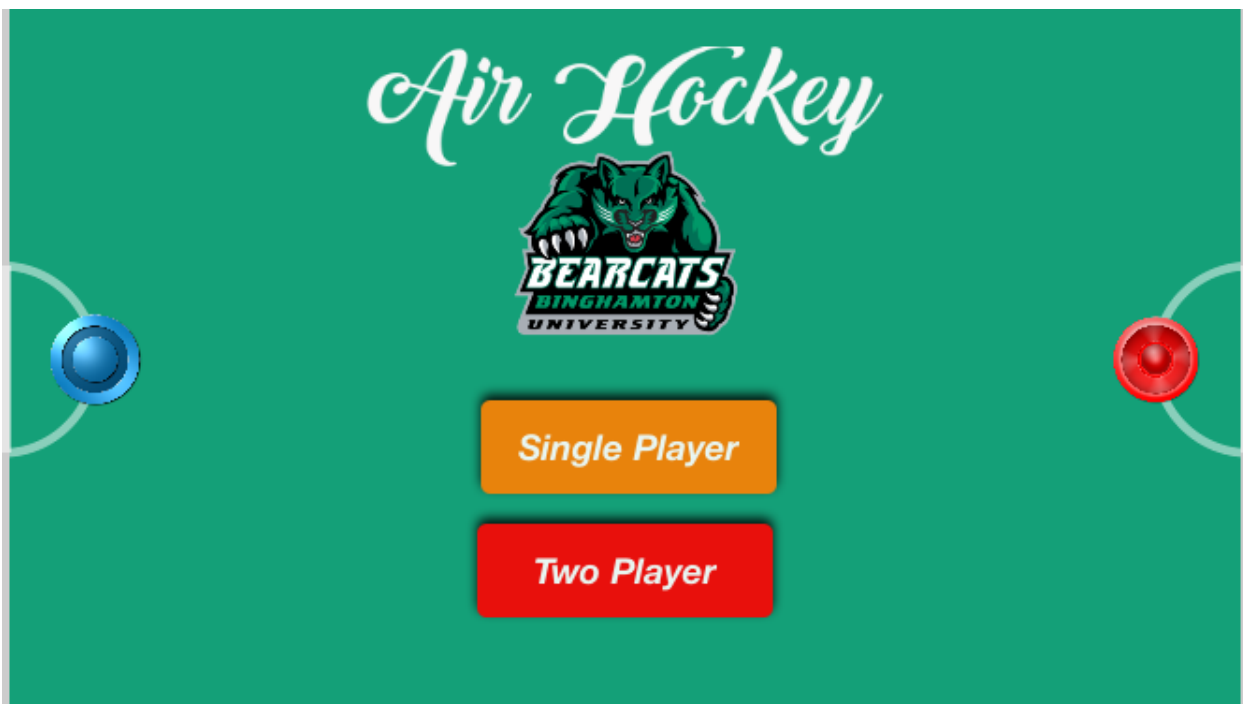 Air Hockey
BEARCATS
BINGHAMTON
UNIVERSITY
Single Player
Two Player